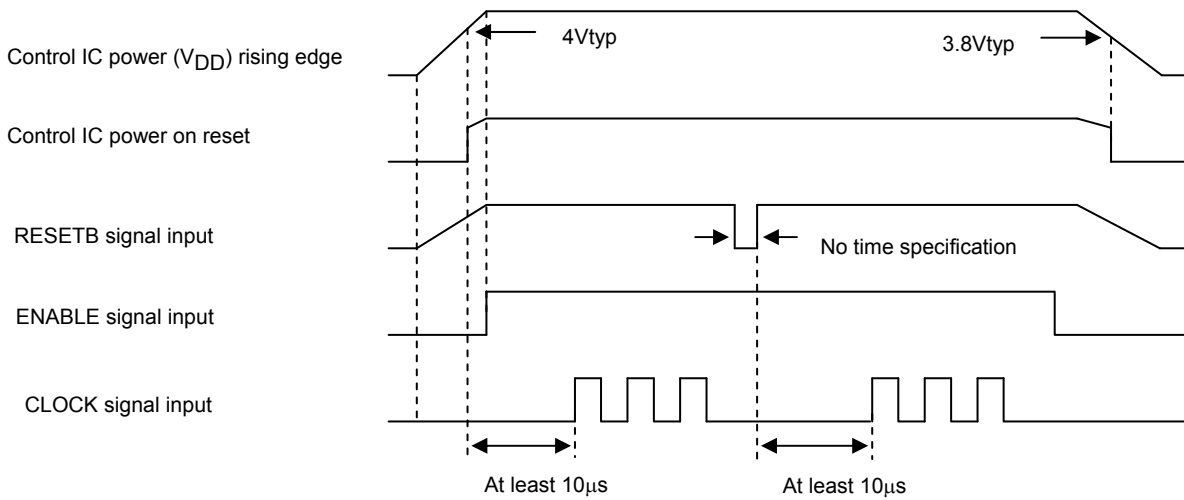 4Vtyp
3.8Vtyp
Control IC power (VDD) rising edge
Control IC power on reset
RESETB signal input
No time specification
ENABLE signal input
CLOCK signal input
At least 10μs
At least 10μs